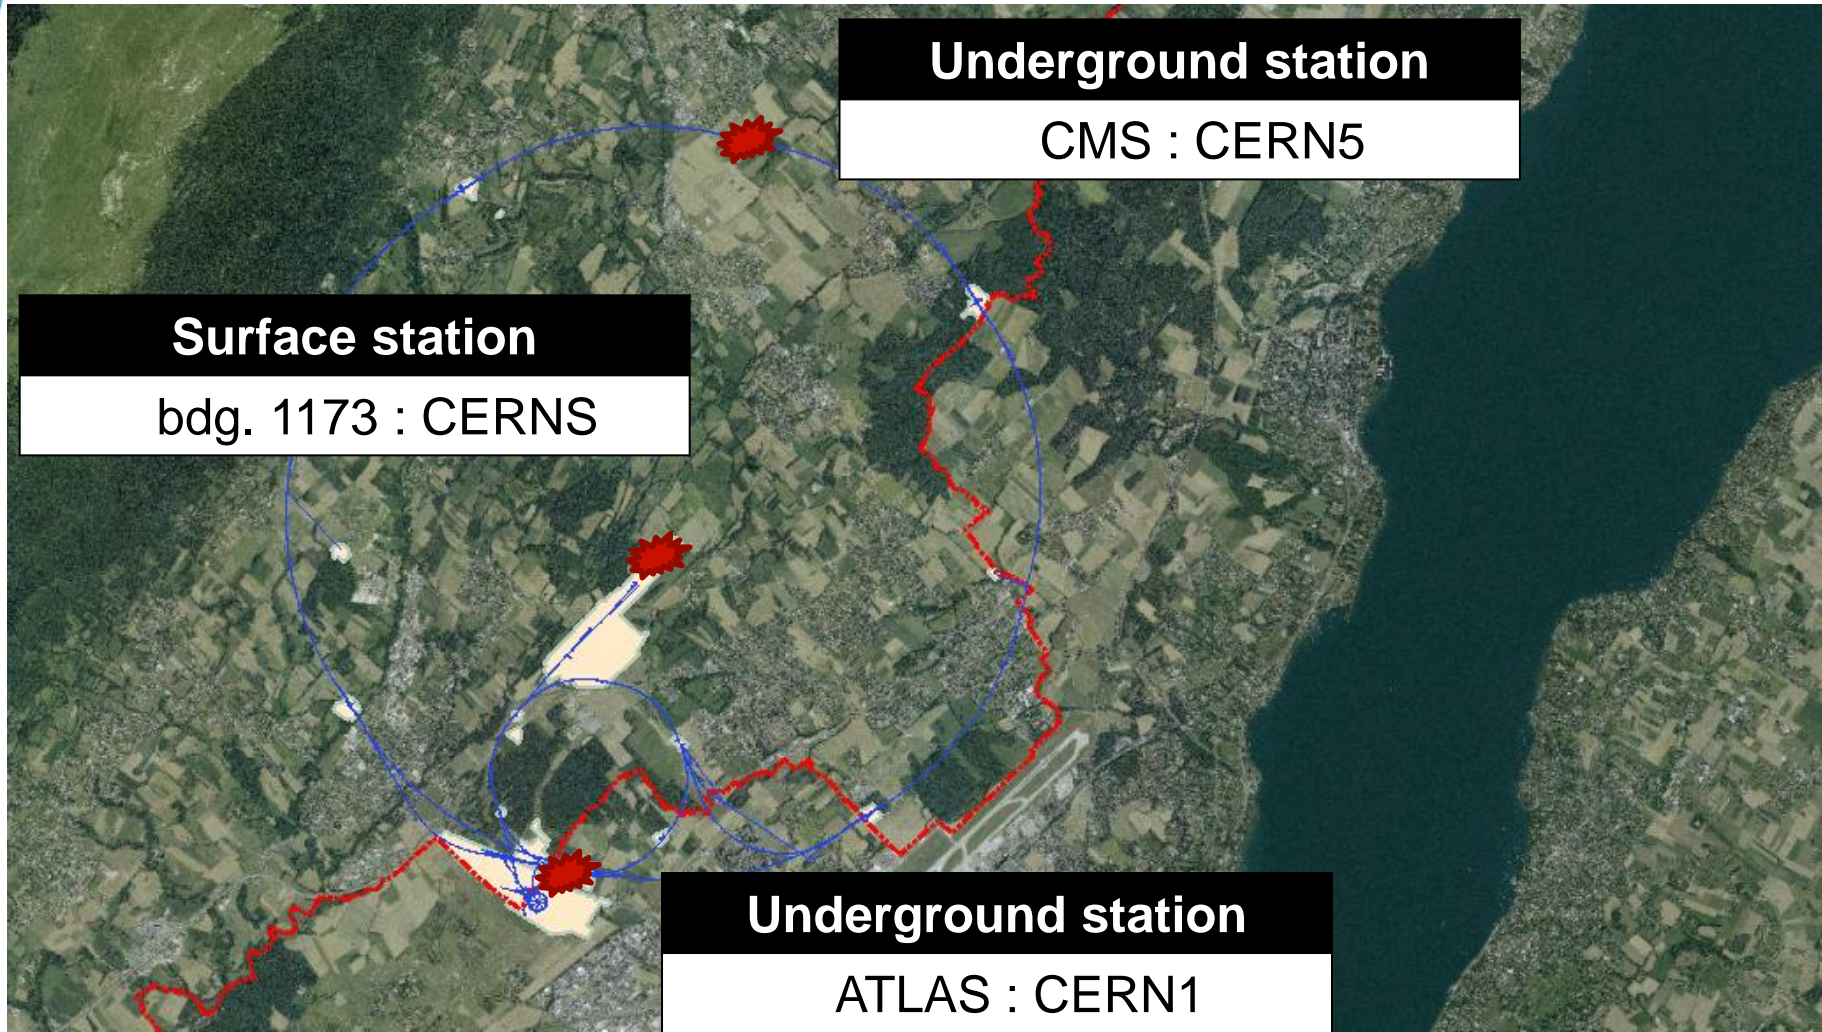 Underground station
CMS : CERN5
Surface station
bdg. 1173 : CERNS
Underground station
ATLAS : CERN1